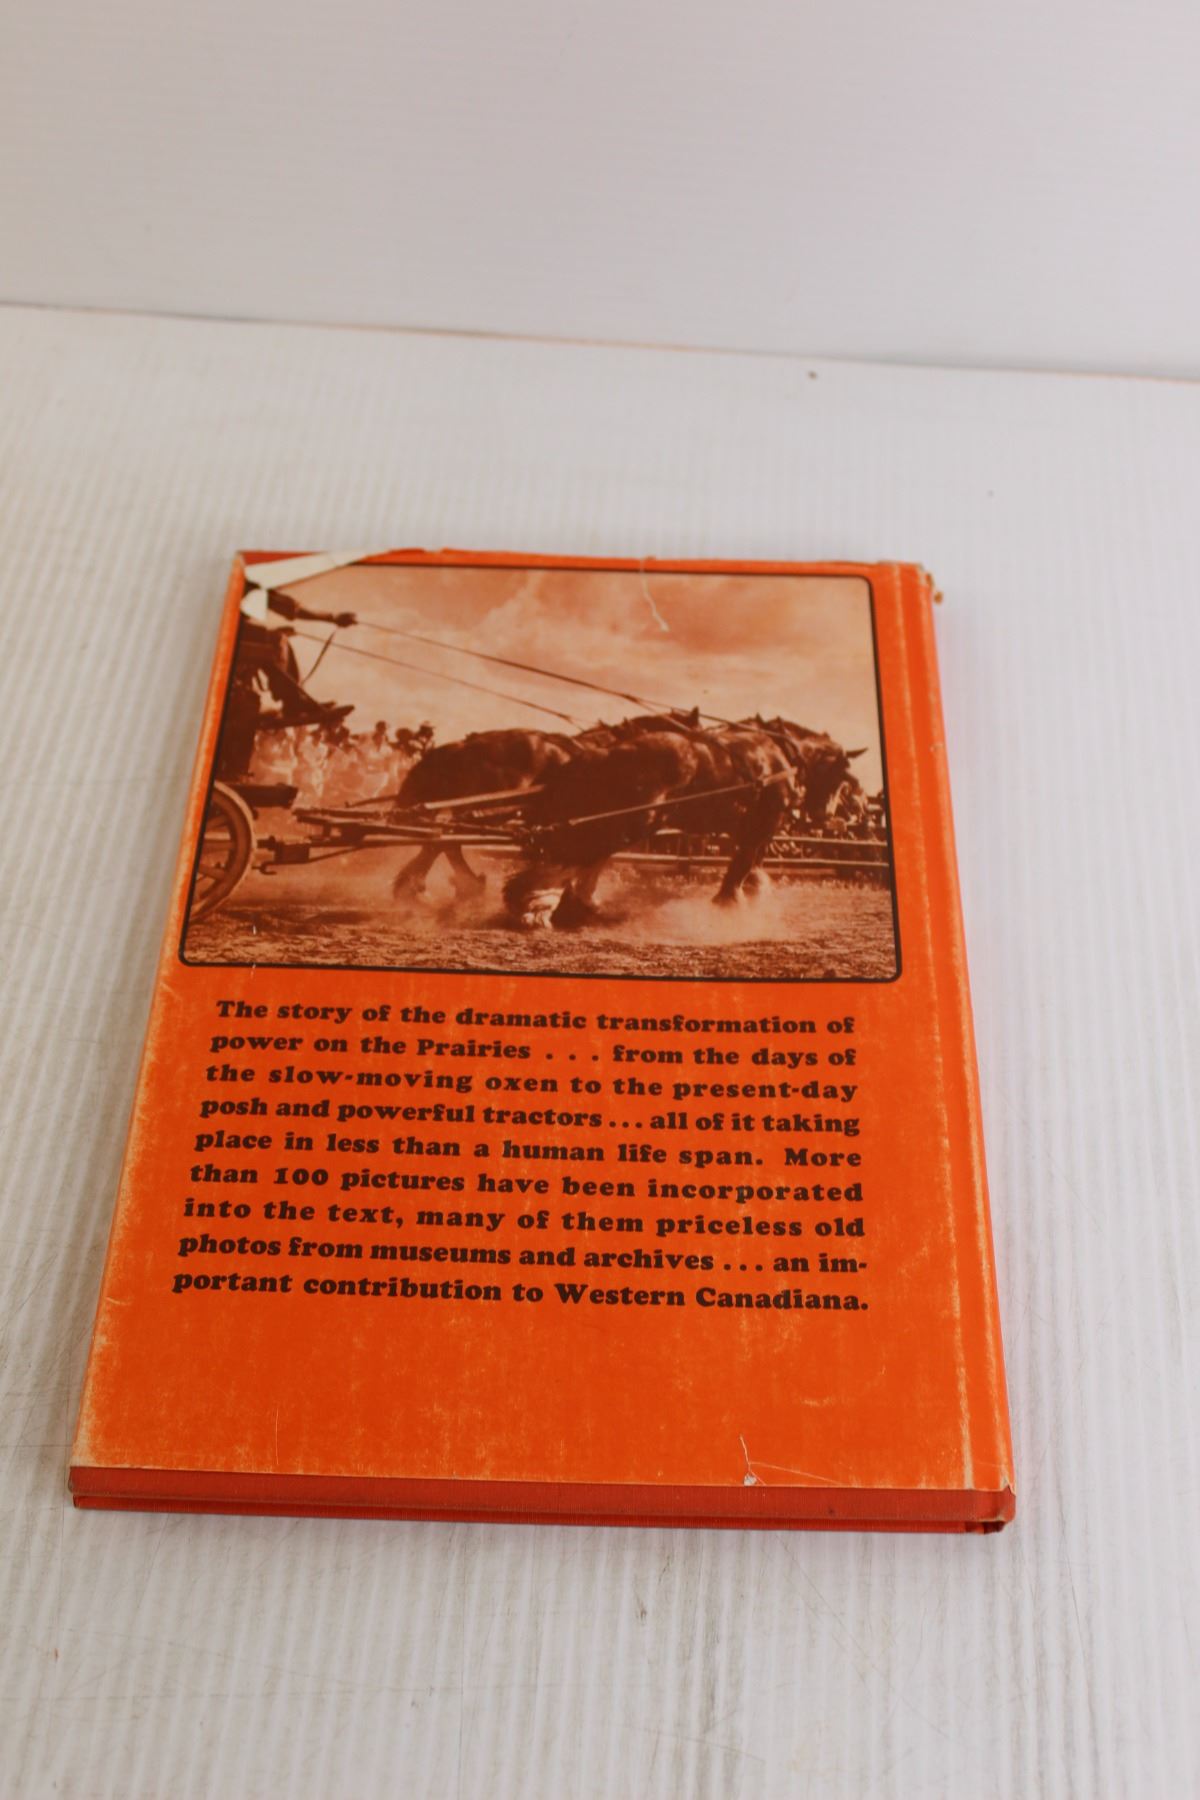 The story of the dramatic transformation of
power on the Prairies . . . from the days of
the slow-moving oxen to the present-day
posh and powerful tractors . . . all of it taking
place in less than a human life span. More
than 100 pictures have been incorporated
into the text, many of them priceless old
photos from museums and archives . . . an im-
portant contribution to Western Canadiana.